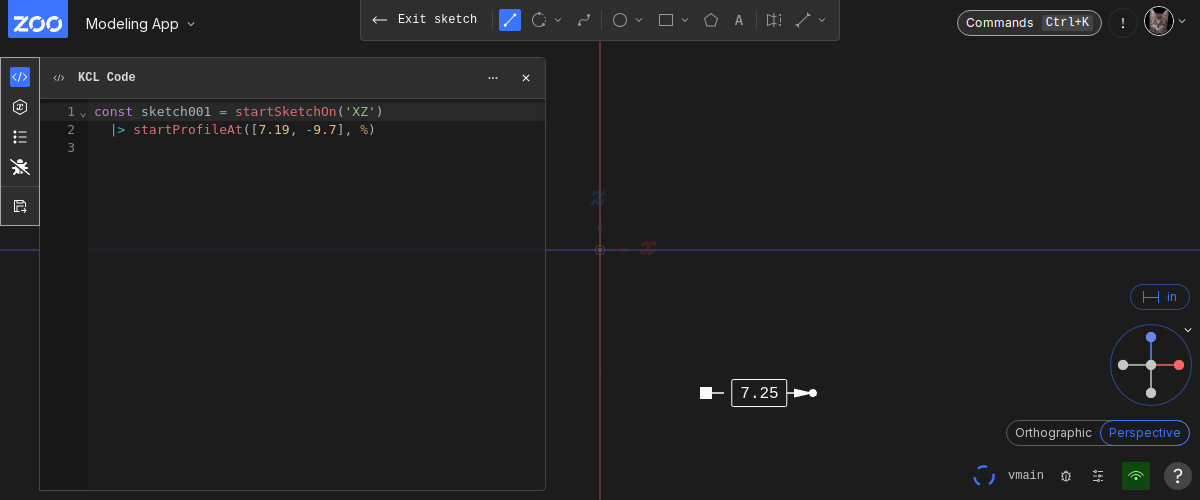 ZOO Modeling App
Exit sketch
A
Commands Ctrl+K
!
KCL Code
1 const sketch001 = startSketchOn('XZ')
2 |> startProfileAt([7.19, -9.7], %)
3
z
x
7.25
in
Orthographic Perspective
vmain
?